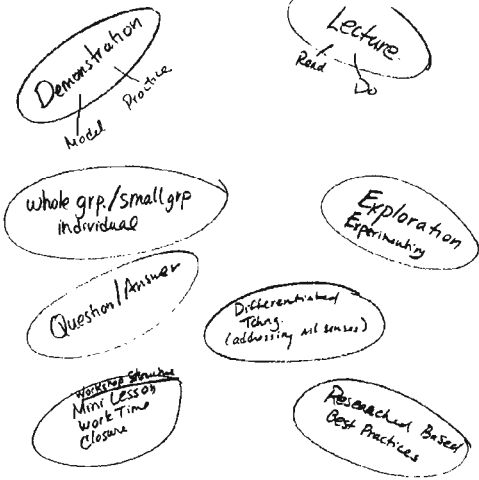 Demonstration
Model
Practice
Lecture
Read
Do
whole grp./small grp
individual
Exploration
Experimenting
Question/Answer
Differentiated
Tchng.
(addressing all senses)
Workshop Structure
Mini Lesson
Work Time
Closure
Researched Based
Best Practices